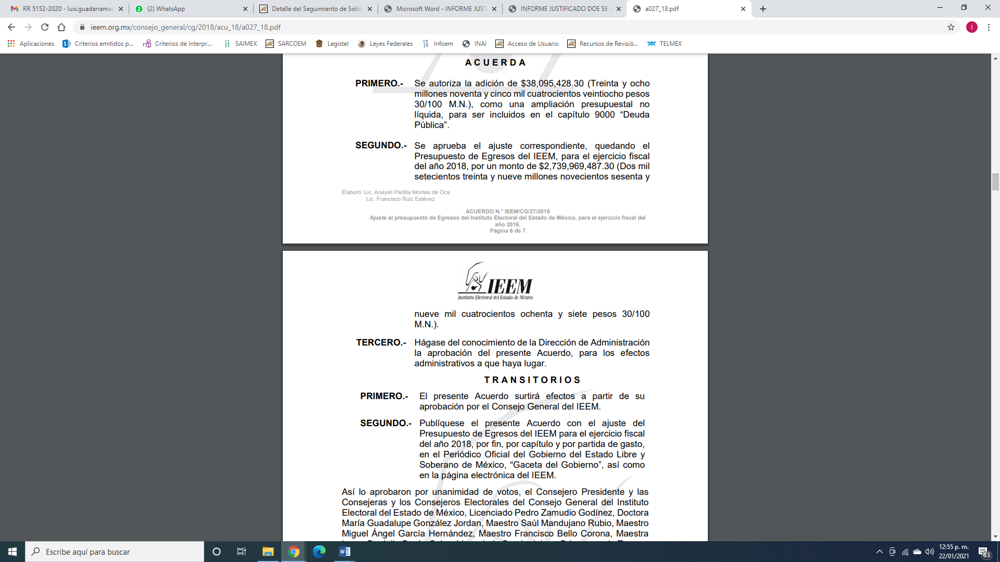 RR 5152-2020 - luis.guadarrama
(2) WhatsApp
Detalle del Seguimiento de Solici
Microsoft Word - INFORME JUST
INFORME JUSTIFICADO DOE SE
a027_18.pdf
ieem.org.mx/consejo_general/cg/2018/acu_18/a027_18.pdf
Aplicaciones
Criterios emitidos p...
Criterios de Interpr...
SAIMEX
SARCOEM
Legistel
Leyes Federales
Infoem
INAI
Acceso de Usuario
Recursos de Revisió...
TELMEX
A C U E R D A
PRIMERO.- Se autoriza la adición de $38,095,428.30 (Treinta y ocho
millones noventa y cinco mil cuatrocientos veintiocho pesos
30/100 M.N.), como una ampliación presupuestal no
líquida, para ser incluidos en el capítulo 9000 “Deuda
Pública”.
SEGUNDO.- Se aprueba el ajuste correspondiente, quedando el
Presupuesto de Egresos del IEEM, para el ejercicio fiscal
del año 2018, por un monto de $2,739,969,487.30 (Dos mil
setecientos treinta y nueve millones novecientos sesenta y
Elaboró: Lic. Anayeli Padilla Montes de Oca
Lic. Francisco Ruiz Estévez
ACUERDO N.° IEEM/CG/27/2018
Ajuste al presupuesto de Egresos del Instituto Electoral del Estado de México, para el ejercicio fiscal del
año 2018.
Página 6 de 7
IEEM
Instituto Electoral del Estado de México
nueve mil cuatrocientos ochenta y siete pesos 30/100
M.N.).
TERCERO.- Hágase del conocimiento de la Dirección de Administración
la aprobación del presente Acuerdo, para los efectos
administrativos a que haya lugar.
T R A N S I T O R I O S
PRIMERO.- El presente Acuerdo surtirá efectos a partir de su
aprobación por el Consejo General del IEEM.
SEGUNDO.- Publíquese el presente Acuerdo con el ajuste del
Presupuesto de Egresos del IEEM para el ejercicio fiscal
del año 2018, por fin, por capítulo y por partida de gasto,
en el Periódico Oficial del Gobierno del Estado Libre y
Soberano de México, “Gaceta del Gobierno”, así como
en la página electrónica del IEEM.
Así lo aprobaron por unanimidad de votos, el Consejero Presidente y las
Consejeras y los Consejeros Electorales del Consejo General del Instituto
Electoral del Estado de México, Licenciado Pedro Zamudio Godínez, Doctora
María Guadalupe González Jordan, Maestro Saúl Mandujano Rubio, Maestro
Miguel Ángel García Hernández, Maestro Francisco Bello Corona, Maestra
Escribe aquí para buscar
12:55 p. m.
22/01/2021
63